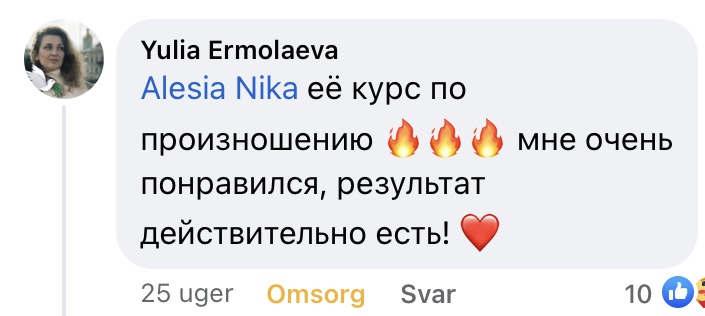 Yulia Ermolaeva
Alesia Nika её курс по
произношению 🔥🔥🔥 мне очень
понравился, результат
действительно есть! ❤️
25 uger Omsorg Svar 10